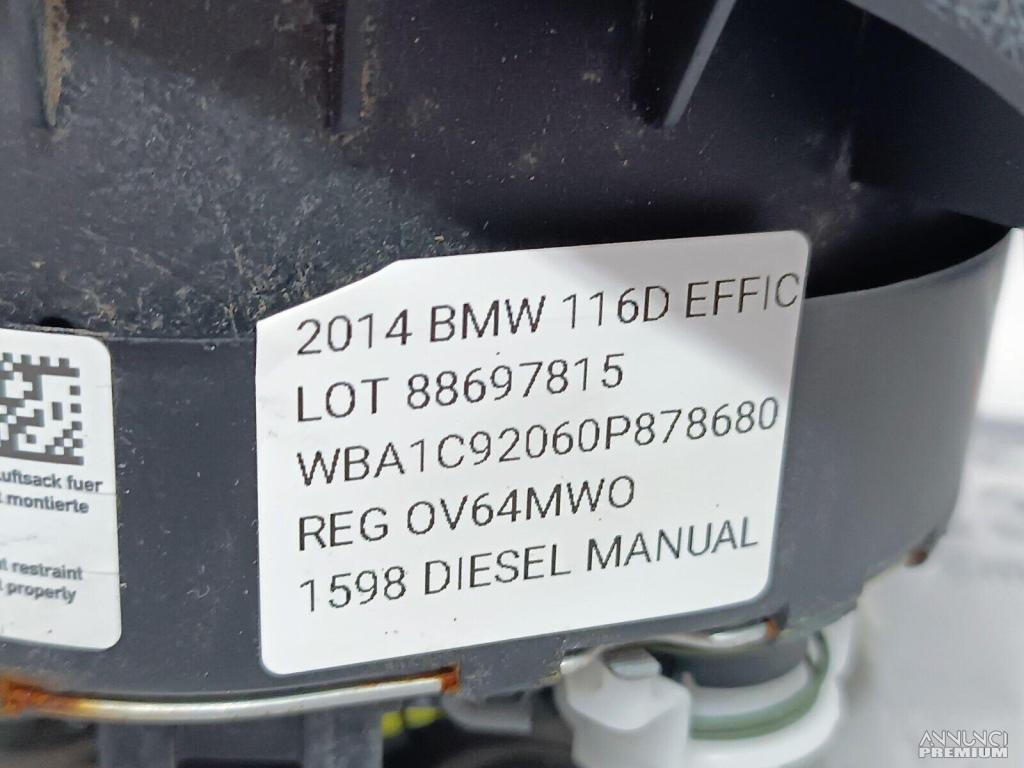 2014 BMW 116D EFFIC
LOT 88697815
WBA1C92060P878680
REG OV64MWO
1598 DIESEL MANUAL
uftsack fuer
montierte
restraint
properly
ANNUNCI
PREMIUM